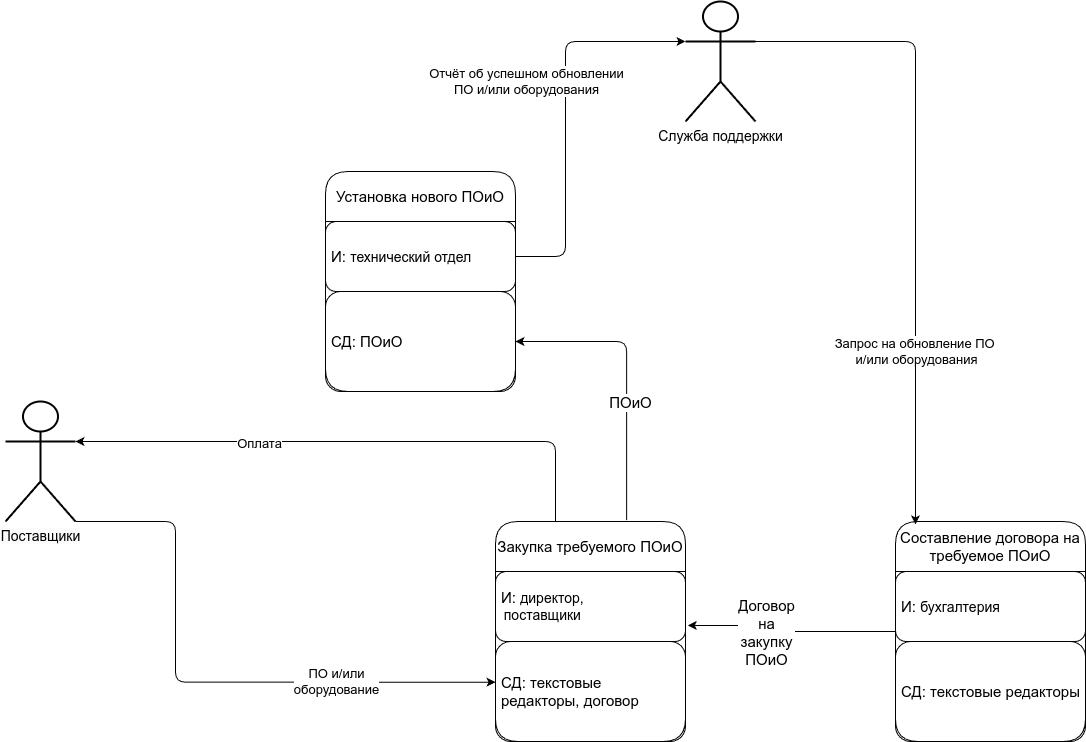 Отчёт об успешном обновлении
ПО и/или оборудования
Служба поддержки
Установка нового ПОиО
И: технический отдел
СД: ПОиО
Запрос на обновление ПО
и/или оборудования
ПОиО
Оплата
Поставщики
Закупка требуемого ПОиО
И: директор,
поставщики
СД: текстовые
редакторы, договор
ПО и/или
оборудование
Договор
на
закупку
ПОиО
Составление договора на
требуемое ПОиО
И: бухгалтерия
СД: текстовые редакторы